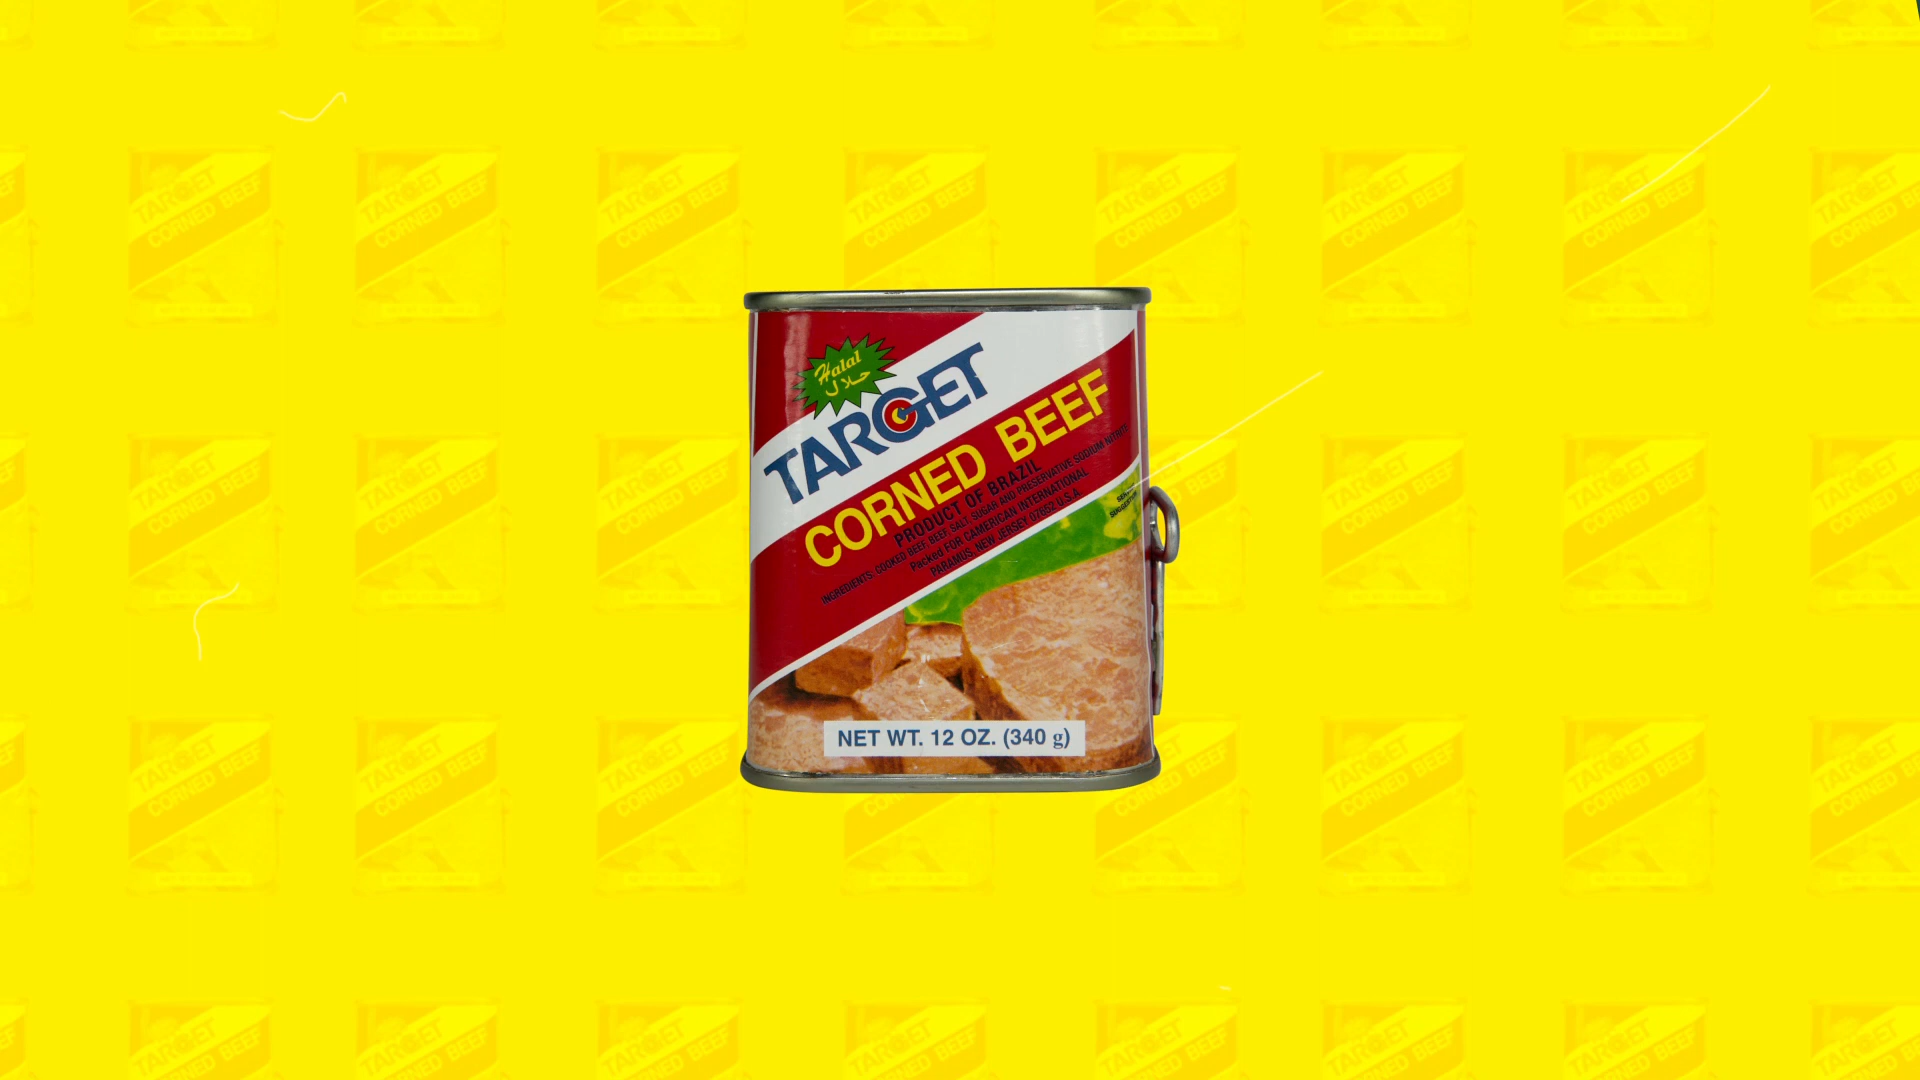 Halal
حلال
TARGET
CORNED BEEF
PRODUCT OF BRAZIL
INGREDIENTS: COOKED BEEF, BEEF, SALT, SUGAR AND PRESERVATIVE SODIUM NITRITE
Packed FOR CAMERICAN INTERNATIONAL
PARAMUS, NEW JERSEY 07652 U.S.A.
NET WT. 12 OZ. (340 g)